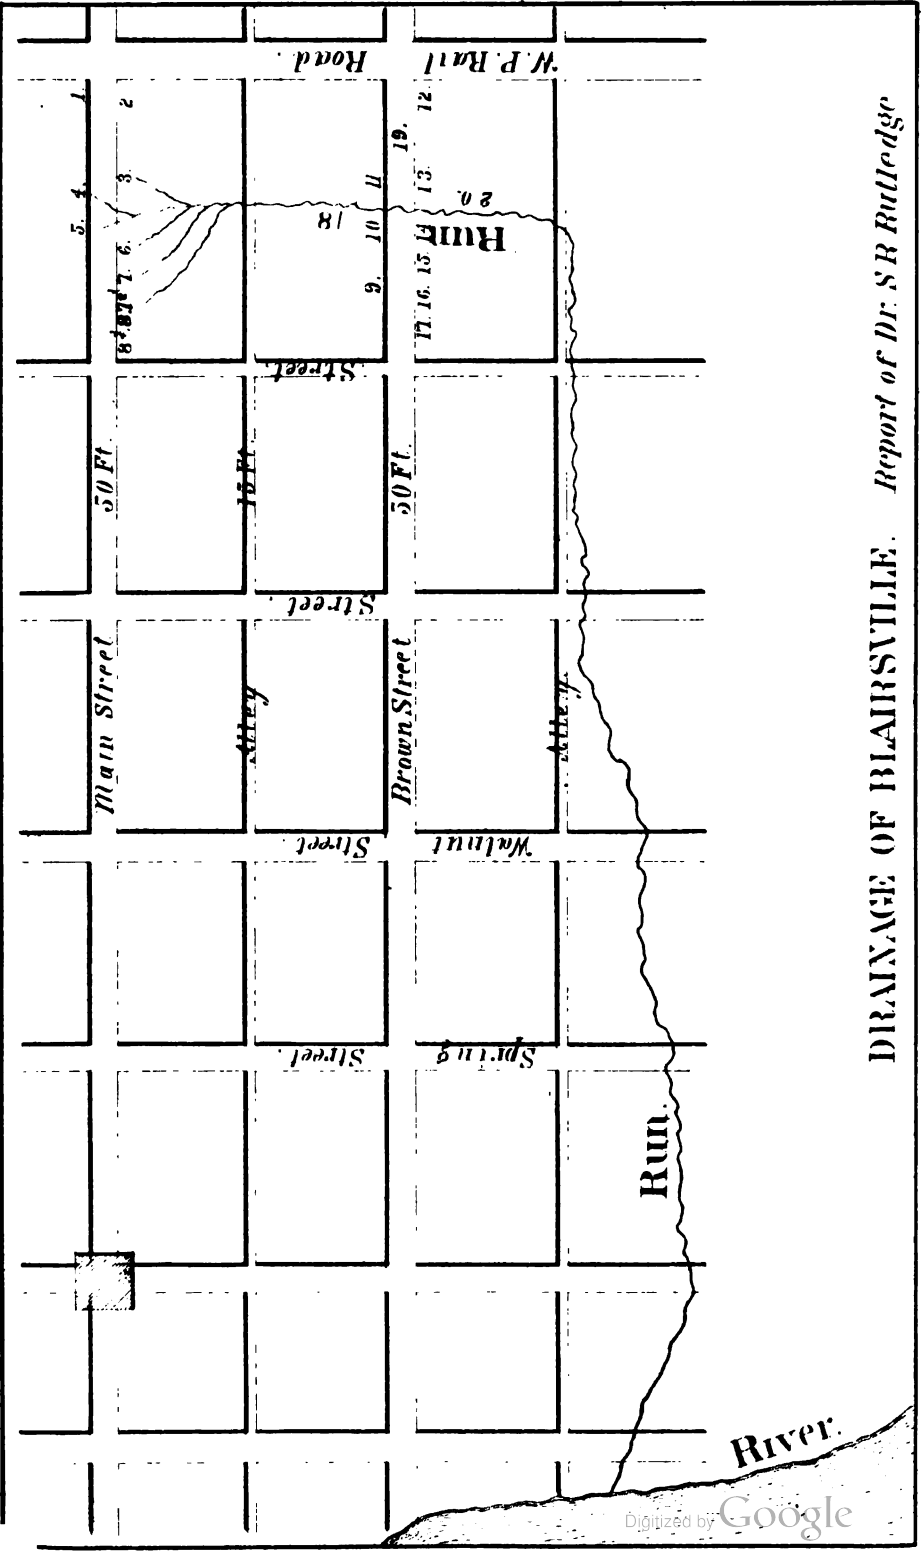 W. P. Rail Road.
1.
2
3.
4.
5.
6.
7.
8
9.
10
11
12.
13.
14
15.
16.
17.
18
19.
20.
Run
Street.
50 Ft.
15 Ft.
50 Ft.
Street.
Main Street
Alley
Brown Street
Alley.
Walnut Street.
Spring Street.
Run.
River.
DRAINAGE OF BLAIRSVILLE. Report of Dr. S R Rutledge
Digitized by Google